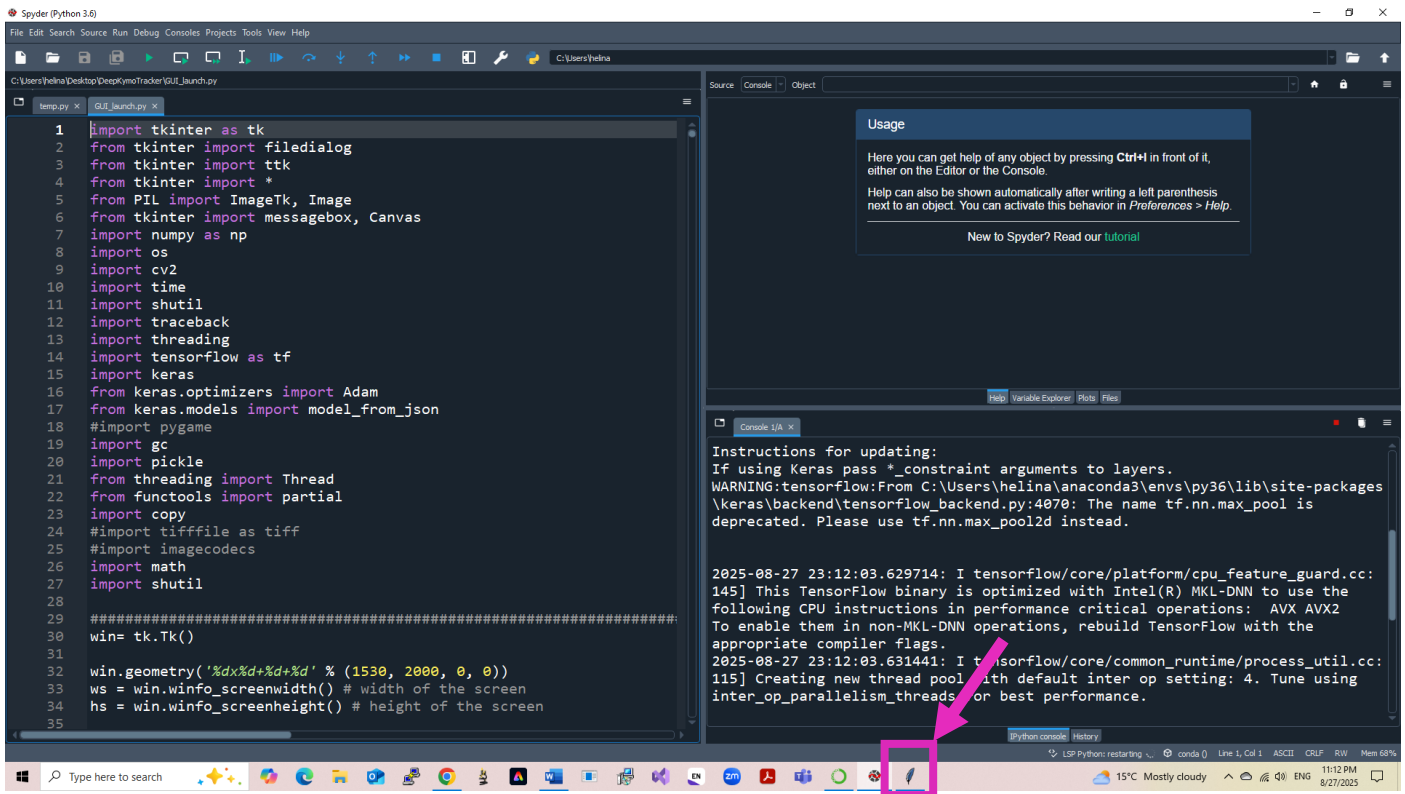 Spyder (Python 3.6)
File Edit Search Source Run Debug Consoles Projects Tools View Help
C:\Users\helina
C:\Users\helina\Desktop\DeepKymoTracker\GUI_launch.py
temp.py
GUI_launch.py
1 import tkinter as tk
2 from tkinter import filedialog
3 from tkinter import ttk
4 from tkinter import *
5 from PIL import ImageTk, Image
6 from tkinter import messagebox, Canvas
7 import numpy as np
8 import os
9 import cv2
10 import time
11 import shutil
12 import traceback
13 import threading
14 import tensorflow as tf
15 import keras
16 from keras.optimizers import Adam
17 from keras.models import model_from_json
18 #import pygame
19 import gc
20 import pickle
21 from threading import Thread
22 from functools import partial
23 import copy
24 #import tifffile as tiff
25 #import imagecodecs
26 import math
27 import shutil
28
29 ####################################################################
30 win= tk.Tk()
31
32 win.geometry('%dx%d+%d+%d' % (1530, 2000, 0, 0))
33 ws = win.winfo_screenwidth() # width of the screen
34 hs = win.winfo_screenheight() # height of the screen
35
Source Console Object
Usage
Here you can get help of any object by pressing Ctrl+I in front of it,
either on the Editor or the Console.
Help can also be shown automatically after writing a left parenthesis
next to an object. You can activate this behavior in Preferences > Help.
New to Spyder? Read our tutorial
Help Variable Explorer Plots Files
Console 1/A
Instructions for updating:
If using Keras pass *_constraint arguments to layers.
WARNING:tensorflow:From C:\Users\helina\anaconda3\envs\py36\lib\site-packages
\keras\backend\tensorflow_backend.py:4070: The name tf.nn.max_pool is
deprecated. Please use tf.nn.max_pool2d instead.
2025-08-27 23:12:03.629714: I tensorflow/core/platform/cpu_feature_guard.cc:
145] This TensorFlow binary is optimized with Intel(R) MKL-DNN to use the
following CPU instructions in performance critical operations:  AVX AVX2
To enable them in non-MKL-DNN operations, rebuild TensorFlow with the
appropriate compiler flags.
2025-08-27 23:12:03.631441: I tensorflow/core/common_runtime/process_util.cc:
115] Creating new thread pool with default inter op setting: 4. Tune using
inter_op_parallelism_threads for best performance.
IPython console History
LSP Python: restarting conda () Line 1, Col 1 ASCII CRLF RW Mem 68%
Type here to search
EN
zm
15°C Mostly cloudy
ENG
11:12 PM
8/27/2025